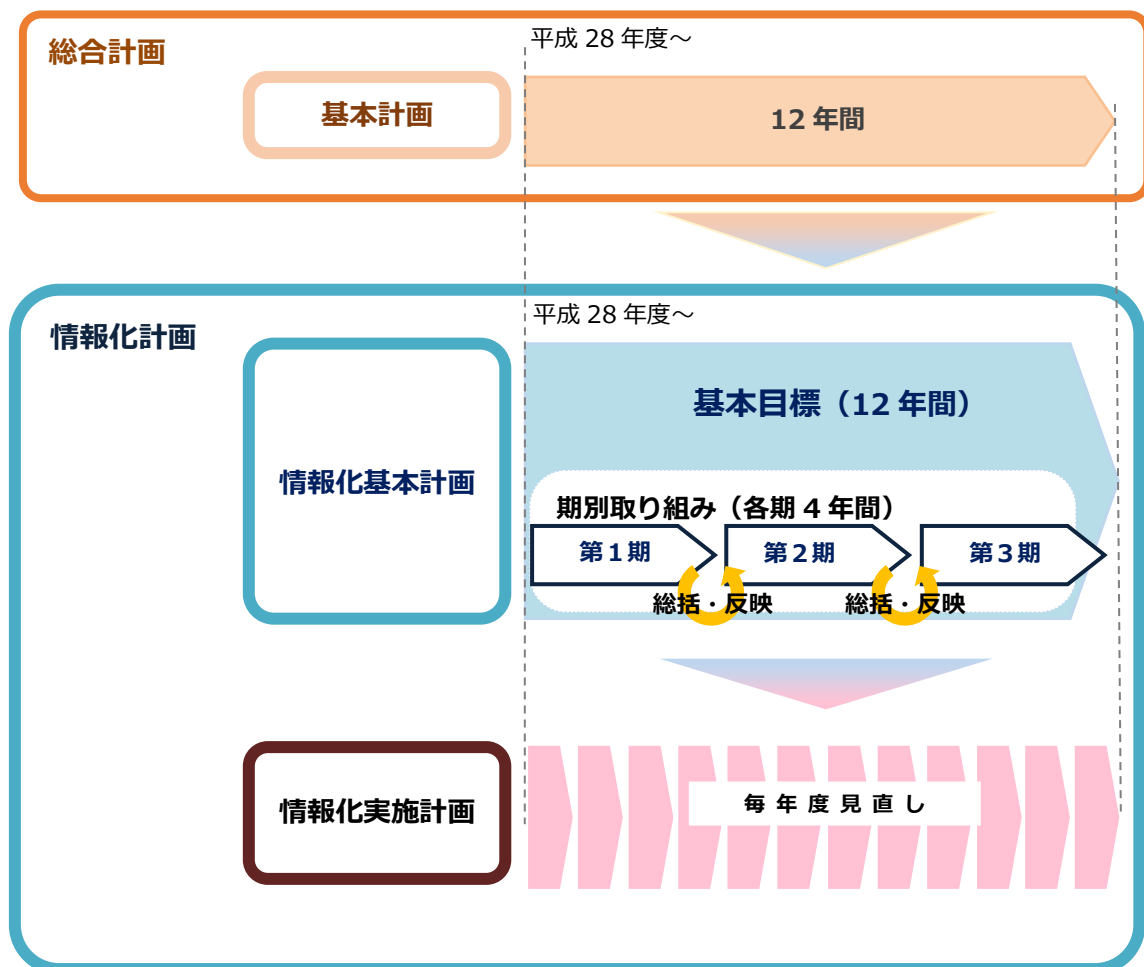 総合計画
平成 28 年度～
基本計画
12 年間
情報化計画
平成 28 年度～
情報化基本計画
基本目標（12 年間）
期別取り組み（各期 4 年間）
第１期
第２期
第３期
総括・反映
総括・反映
情報化実施計画
毎年度見直し